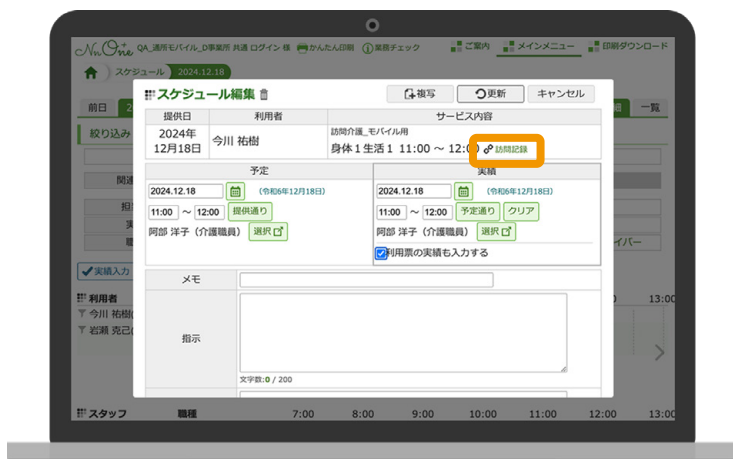 NnOne QA_適用モバイル_D事業所 共通 ログイン 様 かんたん印刷 業務チェック ご案内 メインメニュー 印刷ダウンロード
スケジュール 2024.12.18
スケジュール編集 複写 更新 キャンセル
前日 2 一覧
提供日 利用者 サービス内容
絞り込み
2024年
12月18日
今川 祐樹
訪問介護_モバイル用
身体1生活1 11:00 ～ 12:00 訪問記録
予定 実績
関連
2024.12.18 (令和6年12月18日) 2024.12.18 (令和6年12月18日)
担
11:00 ～ 12:00 提供通り 11:00 ～ 12:00 予定通り クリア
実
阿部 洋子（介護職員） 選択 阿部 洋子（介護職員） 選択
職 イバー
利用票の実績も入力する
実績入力
メモ
利用者 13:00
今川 祐樹(
岩瀬 克己(
指示
文字数:0 / 200
スタッフ 職種 7:00 8:00 9:00 10:00 11:00 12:00 13:00